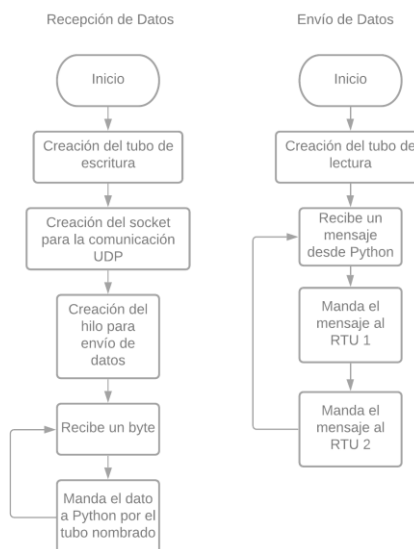 Recepción de Datos
Inicio
Creación del tubo de
escritura
Creación del socket
para la comunicación
UDP
Creación del
hilo para
envío de
datos
Recibe un byte
Manda el dato
a Python por el
tubo nombrado
Envío de Datos
Inicio
Creación del tubo de
lectura
Recibe un
mensaje
desde Python
Manda el
mensaje al
RTU 1
Manda el
mensaje al
RTU 2